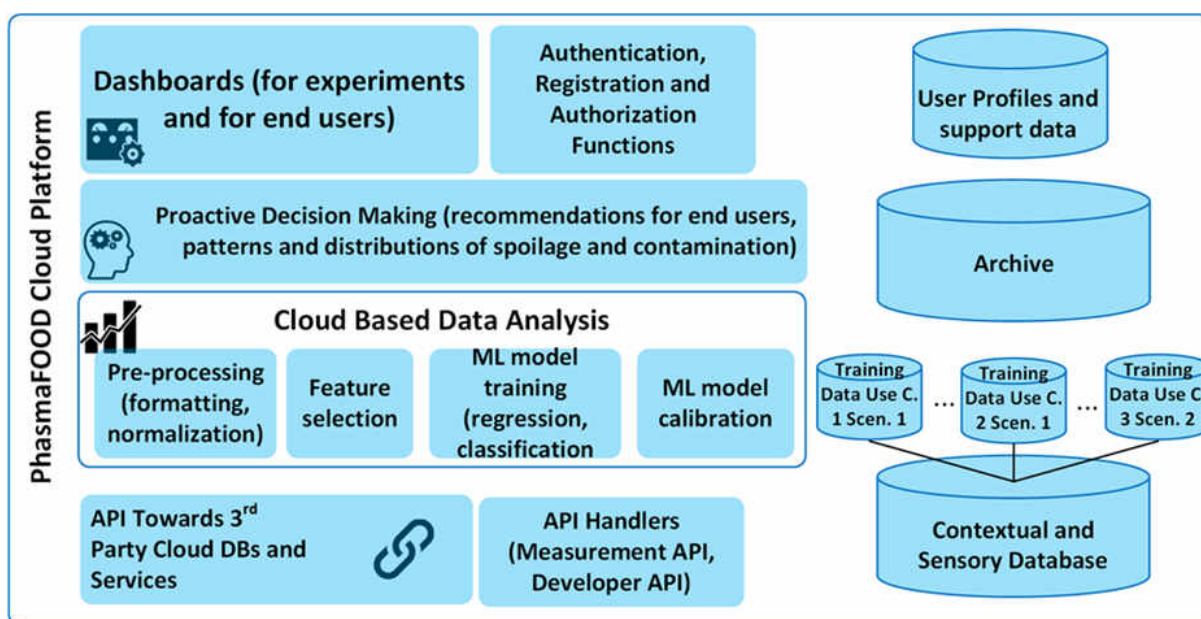 PhasmaFOOD Cloud Platform
Dashboards (for experiments
and for end users)
Authentication,
Registration and
Authorization
Functions
User Profiles and
support data
Proactive Decision Making (recommendations for end users,
patterns and distributions of spoilage and contamination)
Archive
Cloud Based Data Analysis
Pre-processing
(formatting,
normalization)
Feature
selection
ML model
training
(regression,
classification
ML model
calibration
Training
Data Use C.
1 Scen. 1
...
Training
Data Use C.
2 Scen. 1
...
Training
Data Use C.
3 Scen. 2
API Towards 3rd
Party Cloud DBs and
Services
API Handlers
(Measurement API,
Developer API)
Contextual and
Sensory Database